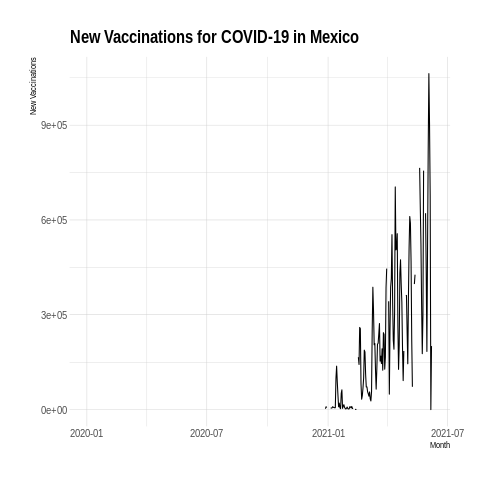 New Vaccinations for COVID-19 in Mexico
New Vaccinations
9e+05
6e+05
3e+05
0e+00
2020-01 2020-07 2021-01 2021-07
Month